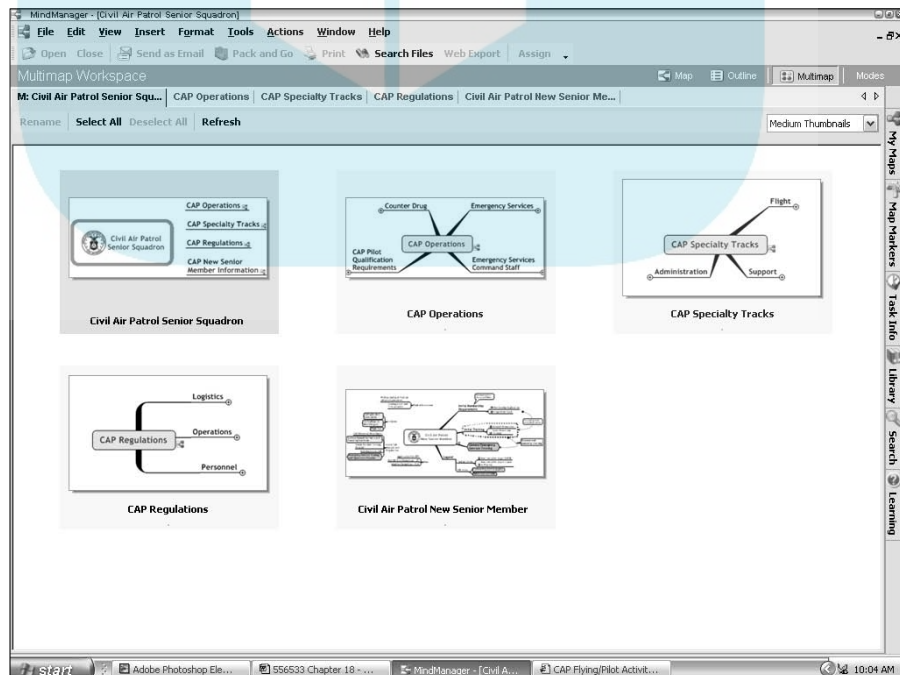 MindManager - [Civil Air Patrol Senior Squadron]
File Edit View Insert Format Tools Actions Window Help
Open Close Send as Email Pack and Go Print Search Files Web Export Assign
Multimap Workspace Map Outline Multimap Modes
M: Civil Air Patrol Senior Squ... CAP Operations CAP Specialty Tracks CAP Regulations Civil Air Patrol New Senior Me...
Rename Select All Deselect All Refresh Medium Thumbnails
My Maps
Map Markers
Task Info
Library
Search
Learning
Civil Air Patrol
Senior Squadron
CAP Operations
CAP Specialty Tracks
CAP Regulations
CAP New Senior
Member Information
Civil Air Patrol Senior Squadron
Counter Drug
Emergency Services
CAP Operations
CAP Pilot
Qualification
Requirements
Emergency Services
Command Staff
CAP Operations
Flight
CAP Specialty Tracks
Administration
Support
CAP Specialty Tracks
Logistics
CAP Regulations
Operations
Personnel
CAP Regulations
Civil Air Patrol New Senior Member
start Adobe Photoshop Ele... 556533 Chapter 18 - ... MindManager - [Civil A... CAP Flying/Pilot Activit... 10:04 AM